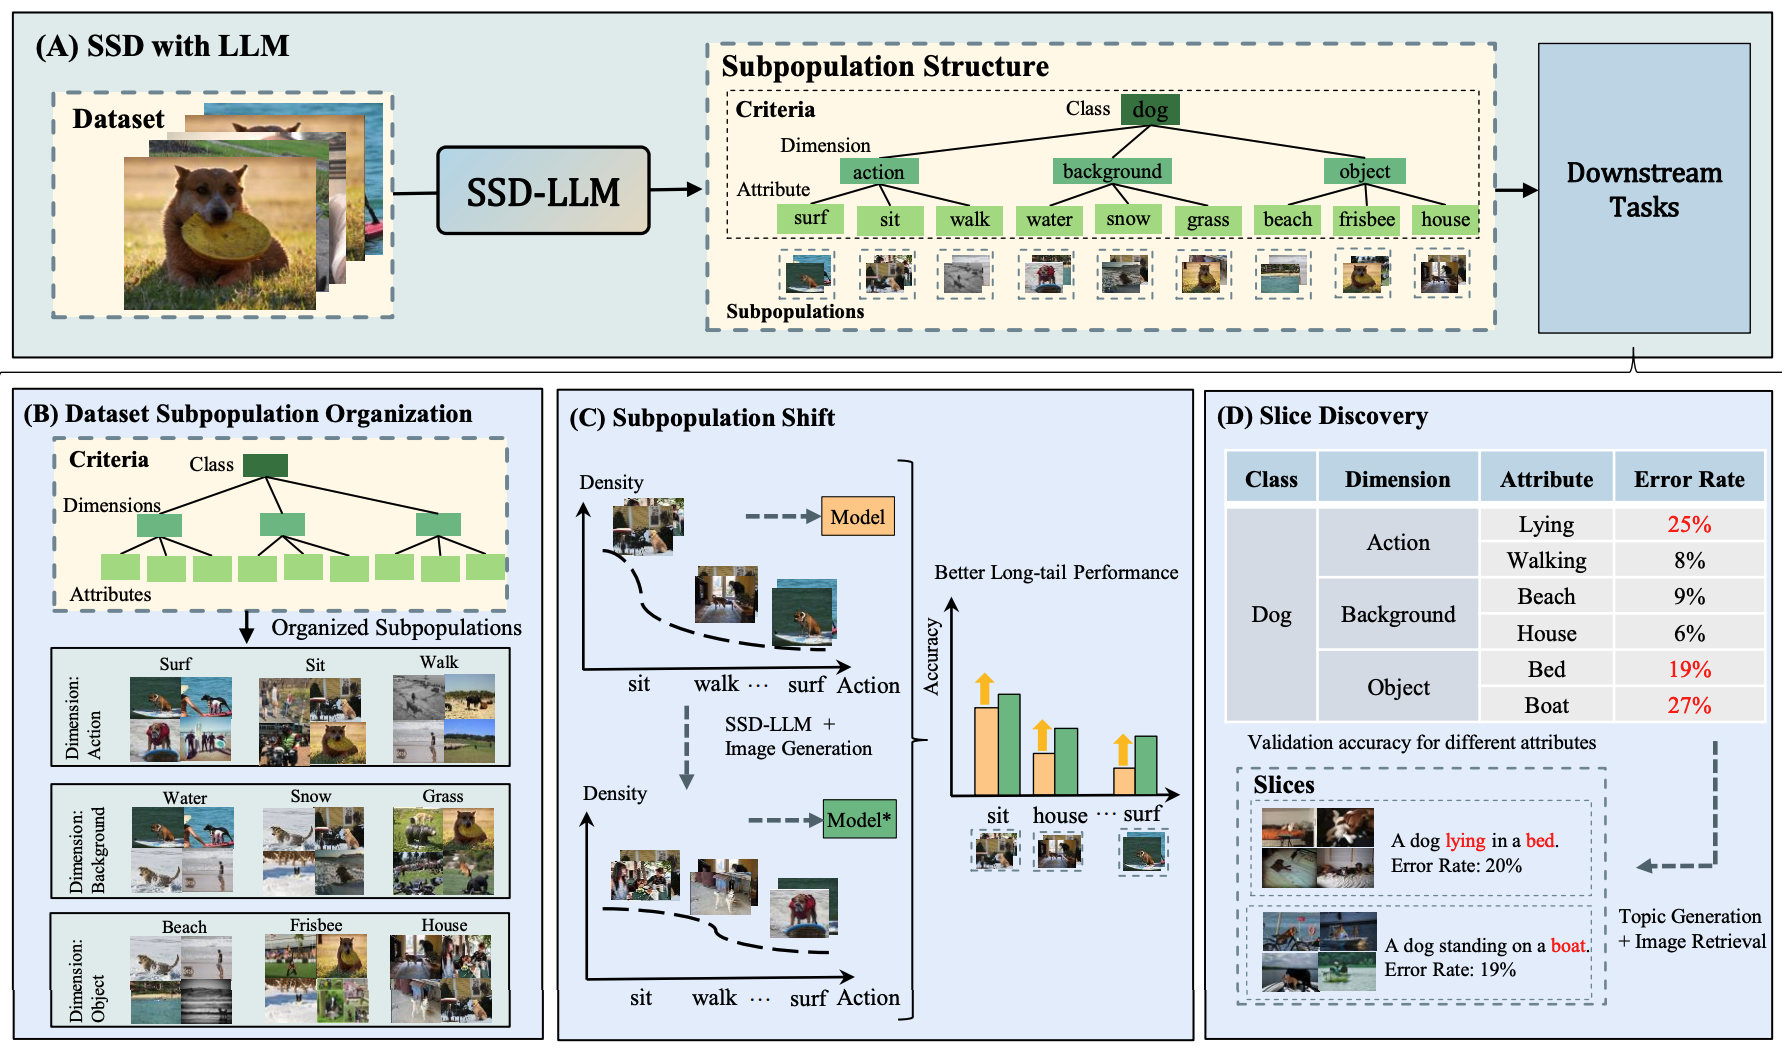 (A) SSD with LLM
Dataset
SSD-LLM
Subpopulation Structure
Criteria
Class
dog
Dimension
action
background
object
Attribute
surf
sit
walk
water
snow
grass
beach
frisbee
house
Subpopulations
Downstream
Tasks
(B) Dataset Subpopulation Organization
Criteria
Class
Dimensions
Attributes
Organized Subpopulations
Dimension:
Action
Surf
Sit
Walk
Dimension:
Background
Water
Snow
Grass
Dimension:
Object
Beach
Frisbee
House
(C) Subpopulation Shift
Density
Model
sit
walk
···
surf
Action
SSD-LLM +
Image Generation
Density
Model*
sit
walk
···
surf
Action
Better Long-tail Performance
Accuracy
sit
house
···
surf
(D) Slice Discovery
Class Dimension Attribute Error Rate
Dog
Action
Lying 25%
Walking 8%
Background
Beach 9%
House 6%
Object
Bed 19%
Boat 27%
Validation accuracy for different attributes
Slices
A dog lying in a bed.
Error Rate: 20%
A dog standing on a boat.
Error Rate: 19%
Topic Generation
+ Image Retrieval